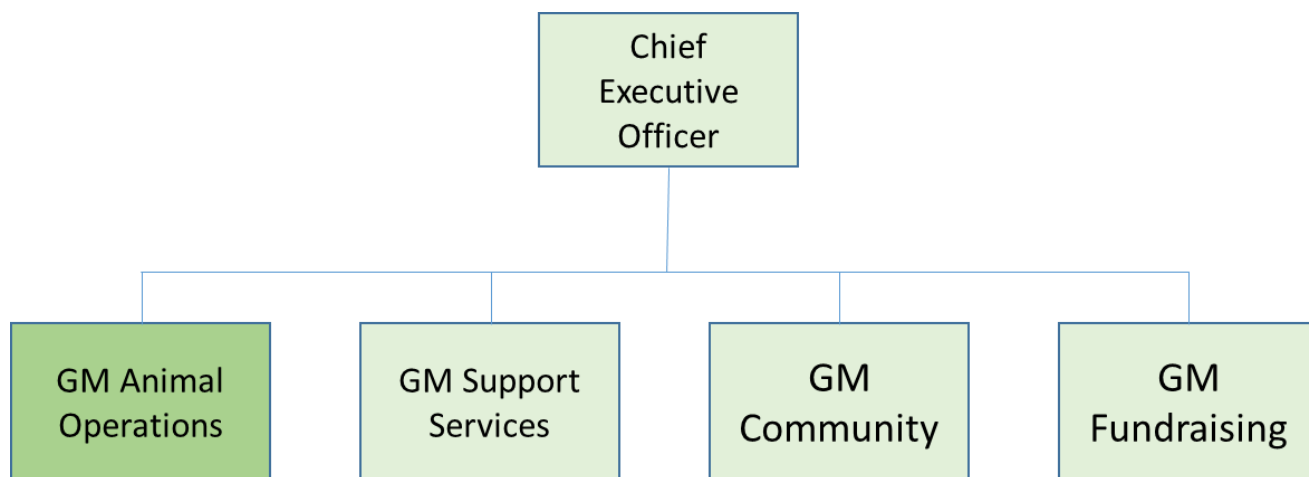 Chief
Executive
Officer
GM Animal
Operations
GM Support
Services
GM
Community
GM
Fundraising